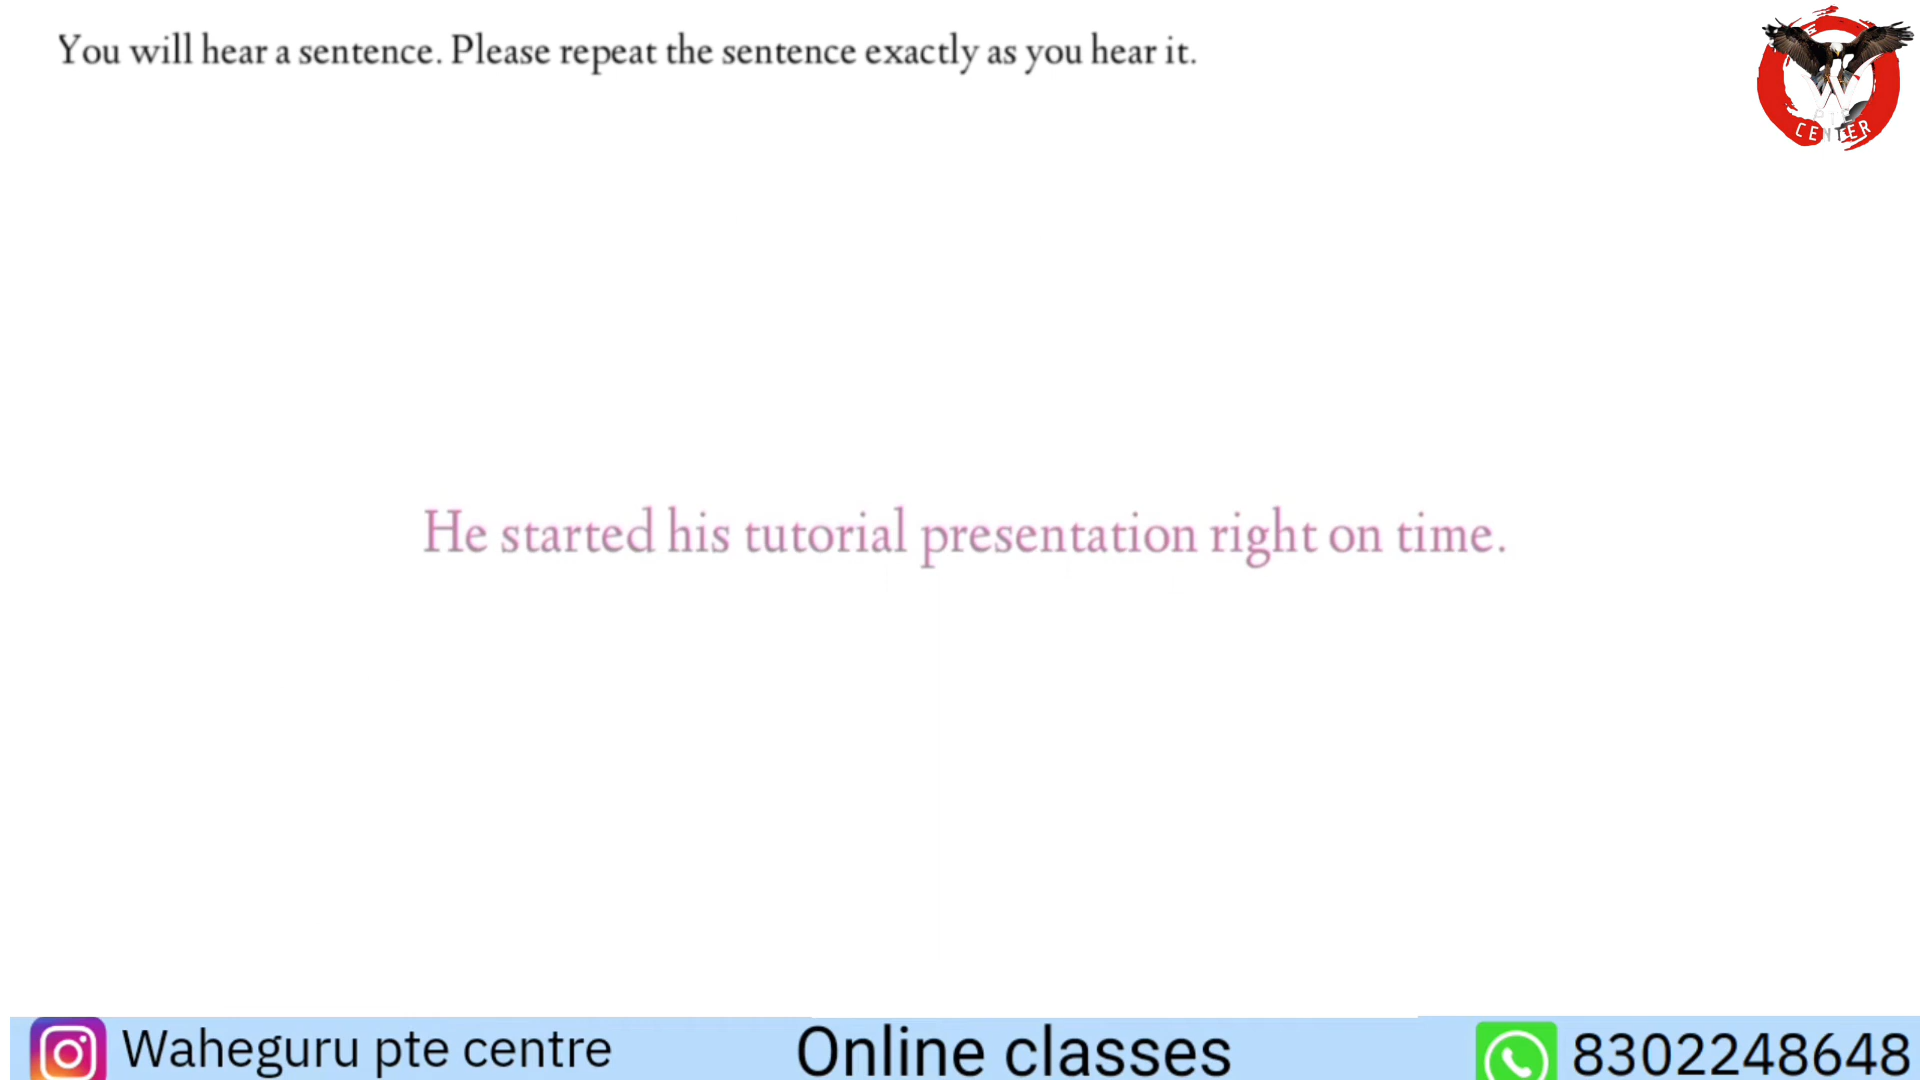 You will hear a sentence. Please repeat the sentence exactly as you hear it.
CENTER
He started his tutorial presentation right on time.
Waheguru pte centre
Online classes
8302248648